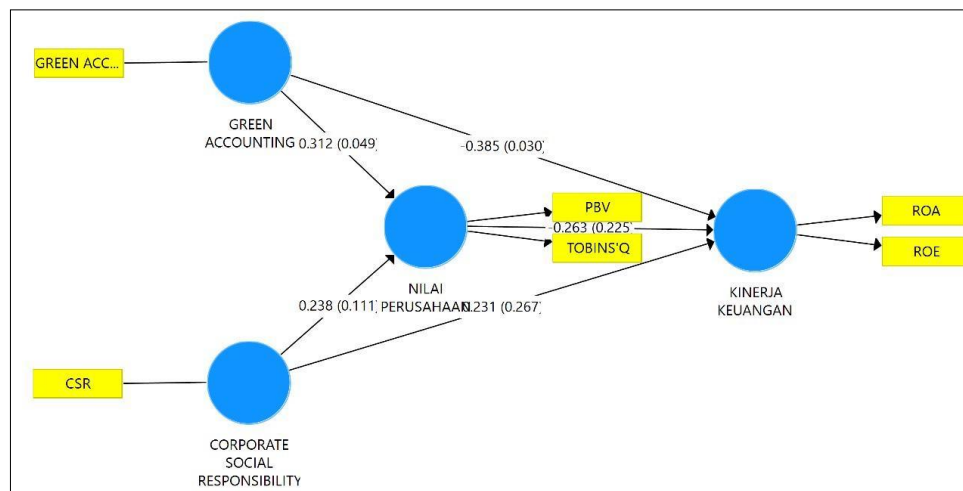 GREEN ACC...
GREEN
ACCOUNTING
0.312 (0.049)
-0.385 (0.030)
PBV
-0.263 (0.225
TOBINS'Q
ROA
ROE
NILAI
PERUSAHAAN
KINERJA
KEUANGAN
0.238 (0.111)
0.231 (0.267)
CSR
CORPORATE
SOCIAL
RESPONSIBILITY